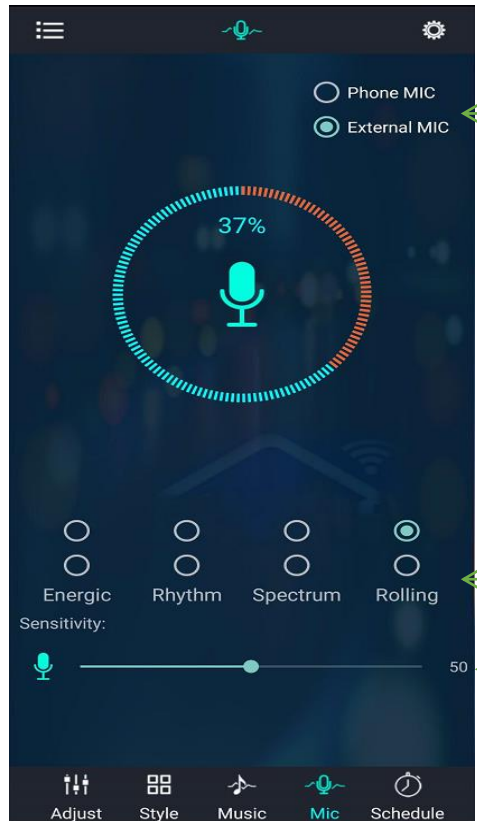 Phone MIC
External MIC
37%
Energic Rhythm Spectrum Rolling
Sensitivity:
50
Adjust Style Music Mic Schedule